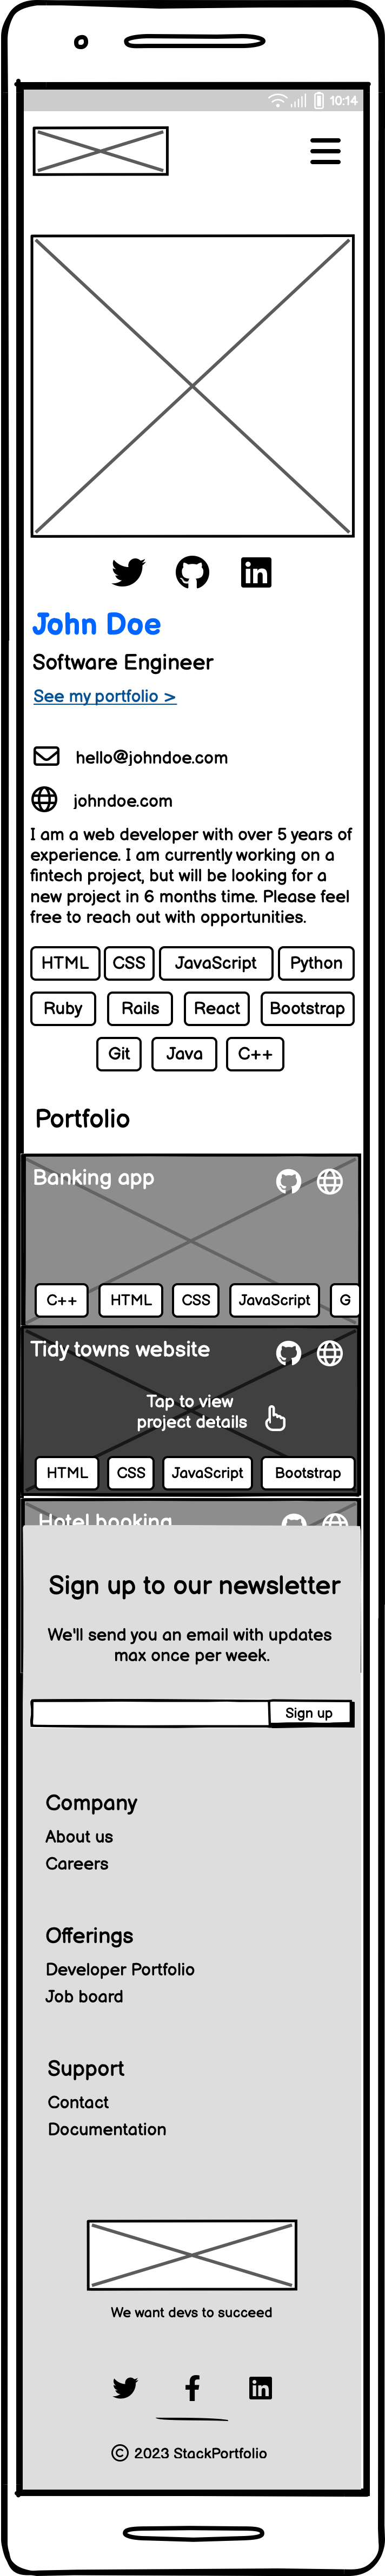 10:14
John Doe
Software Engineer
See my portfolio >
hello@johndoe.com
johndoe.com
I am a web developer with over 5 years of
experience. I am currently working on a
fintech project, but will be looking for a
new project in 6 months time. Please feel
free to reach out with opportunities.
HTML CSS JavaScript Python
Ruby Rails React Bootstrap
Git Java C++
Portfolio
Banking app
C++ HTML CSS JavaScript G
Tidy towns website
Tap to view
project details
HTML CSS JavaScript Bootstrap
Hotel booking
Sign up to our newsletter
We'll send you an email with updates
max once per week.
Sign up
Company
About us
Careers
Offerings
Developer Portfolio
Job board
Support
Contact
Documentation
We want devs to succeed
© 2023 StackPortfolio